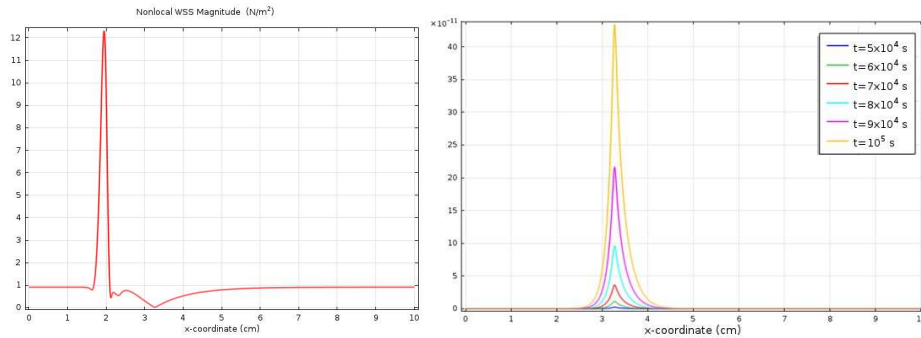 Nonlocal WSS Magnitude (N/m²)
12
11
10
9
8
7
6
5
4
3
2
1
0
0 1 2 3 4 5 6 7 8 9 10
x-coordinate (cm)
×10⁻¹¹
40
35
30
25
20
15
10
5
0
0 1 2 3 4 5 6 7 8 9 1
x-coordinate (cm)
t=5×10⁴ s
t=6×10⁴ s
t=7×10⁴ s
t=8×10⁴ s
t=9×10⁴ s
t=10⁵ s